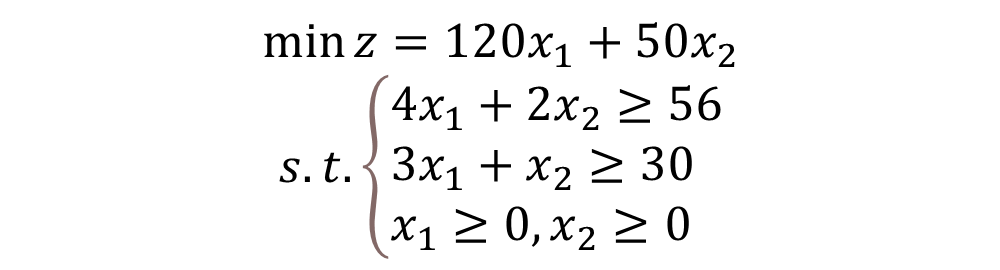 min z = 120x₁ + 50x₂
4x₁ + 2x₂ ≥ 56
s.t. 3x₁ + x₂ ≥ 30
x₁ ≥ 0, x₂ ≥ 0